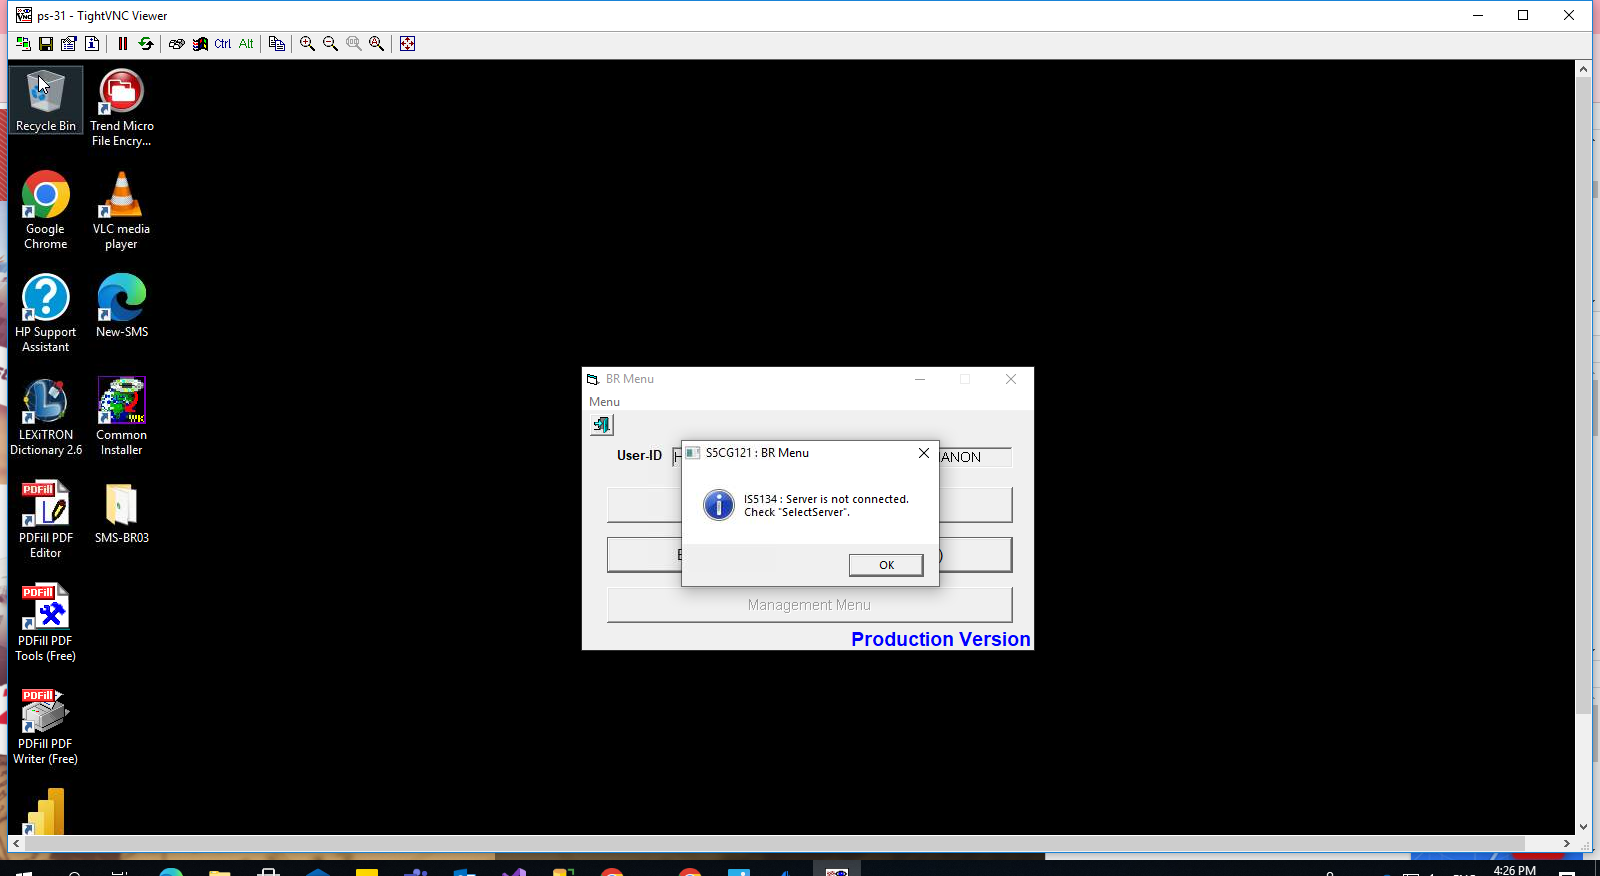 ps-31 - TightVNC Viewer
Ctrl Alt
Recycle Bin
Trend Micro
File Encry...
Google
Chrome
VLC media
player
HP Support
Assistant
New-SMS
LEXiTRON
Dictionary 2.6
Common
Installer
PDFill
PDFill PDF
Editor
SMS-BR03
PDFill
PDFill PDF
Tools (Free)
PDFill
PDFill PDF
Writer (Free)
BR Menu
Menu
User-ID
ANON
S5CG121 : BR Menu
IS5134 : Server is not connected.
Check "SelectServer".
OK
Management Menu
Production Version
4:26 PM